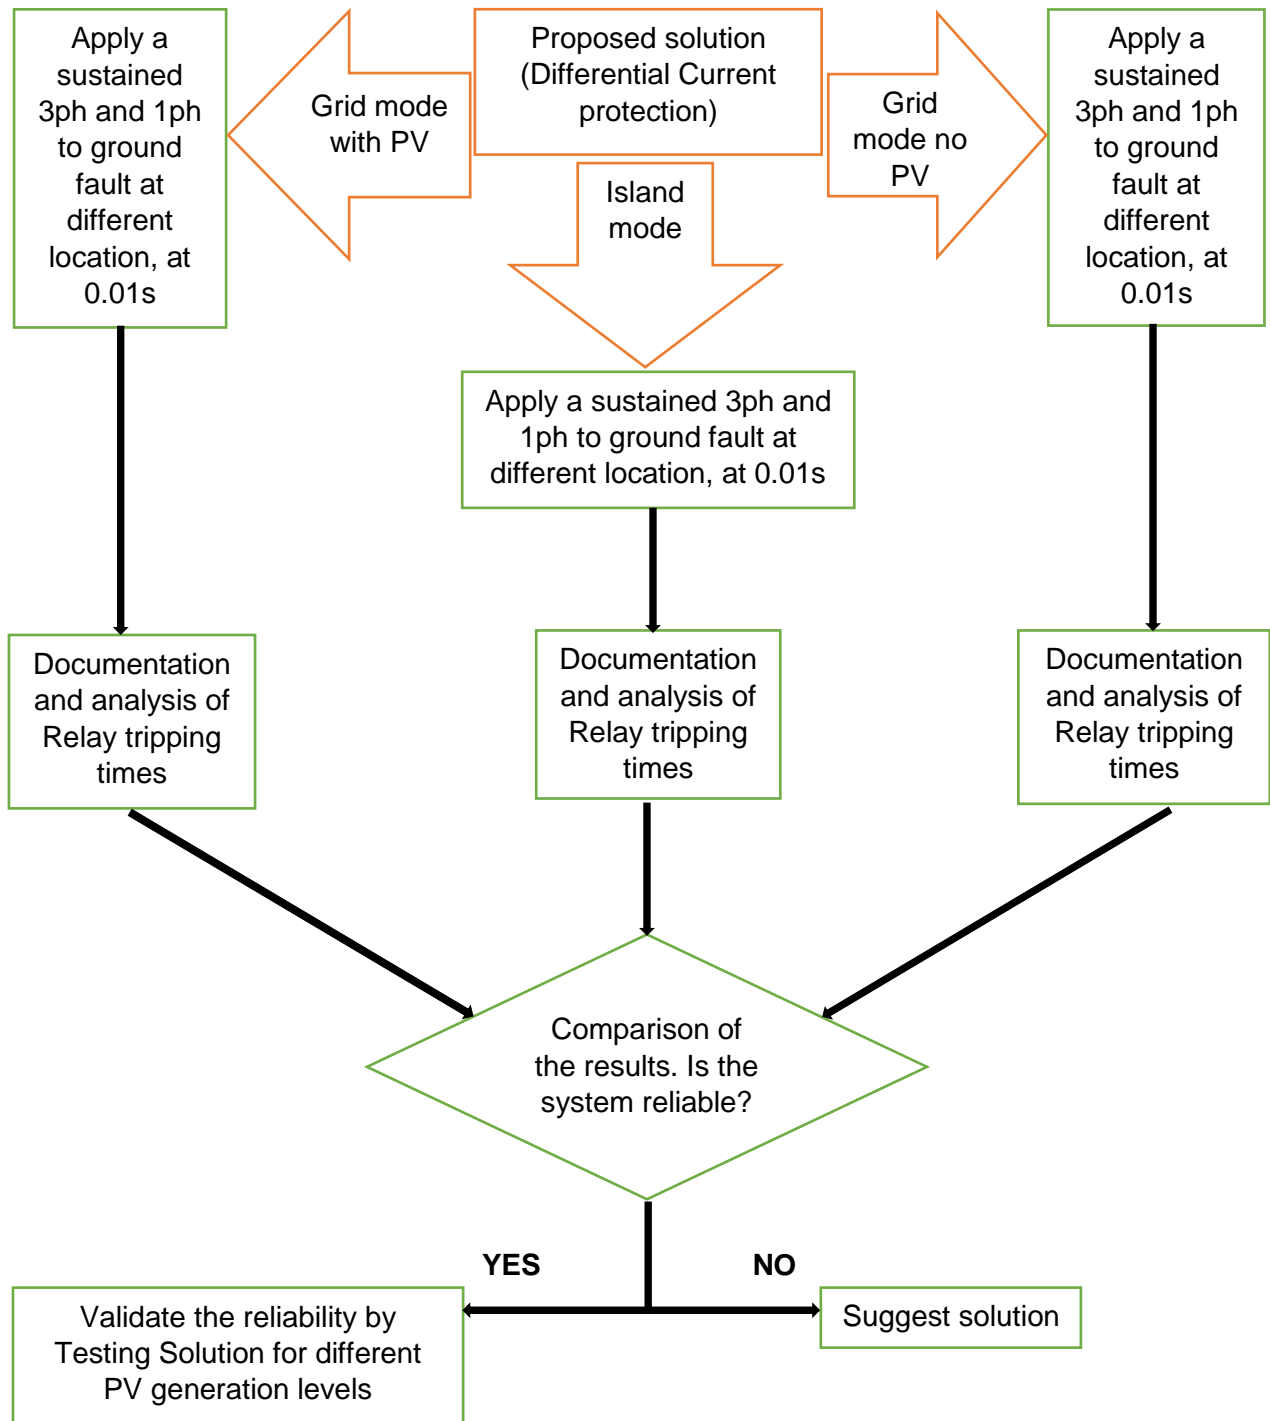 Apply a
sustained
3ph and 1ph
to ground
fault at
different
location, at
0.01s
Grid mode
with PV
Proposed solution
(Differential Current
protection)
Grid
mode no
PV
Apply a
sustained
3ph and 1ph
to ground
fault at
different
location, at
0.01s
Island
mode
Apply a sustained 3ph and
1ph to ground fault at
different location, at 0.01s
Documentation
and analysis of
Relay tripping
times
Documentation
and analysis of
Relay tripping
times
Documentation
and analysis of
Relay tripping
times
Comparison of
the results. Is the
system reliable?
YES
NO
Validate the reliability by
Testing Solution for different
PV generation levels
Suggest solution